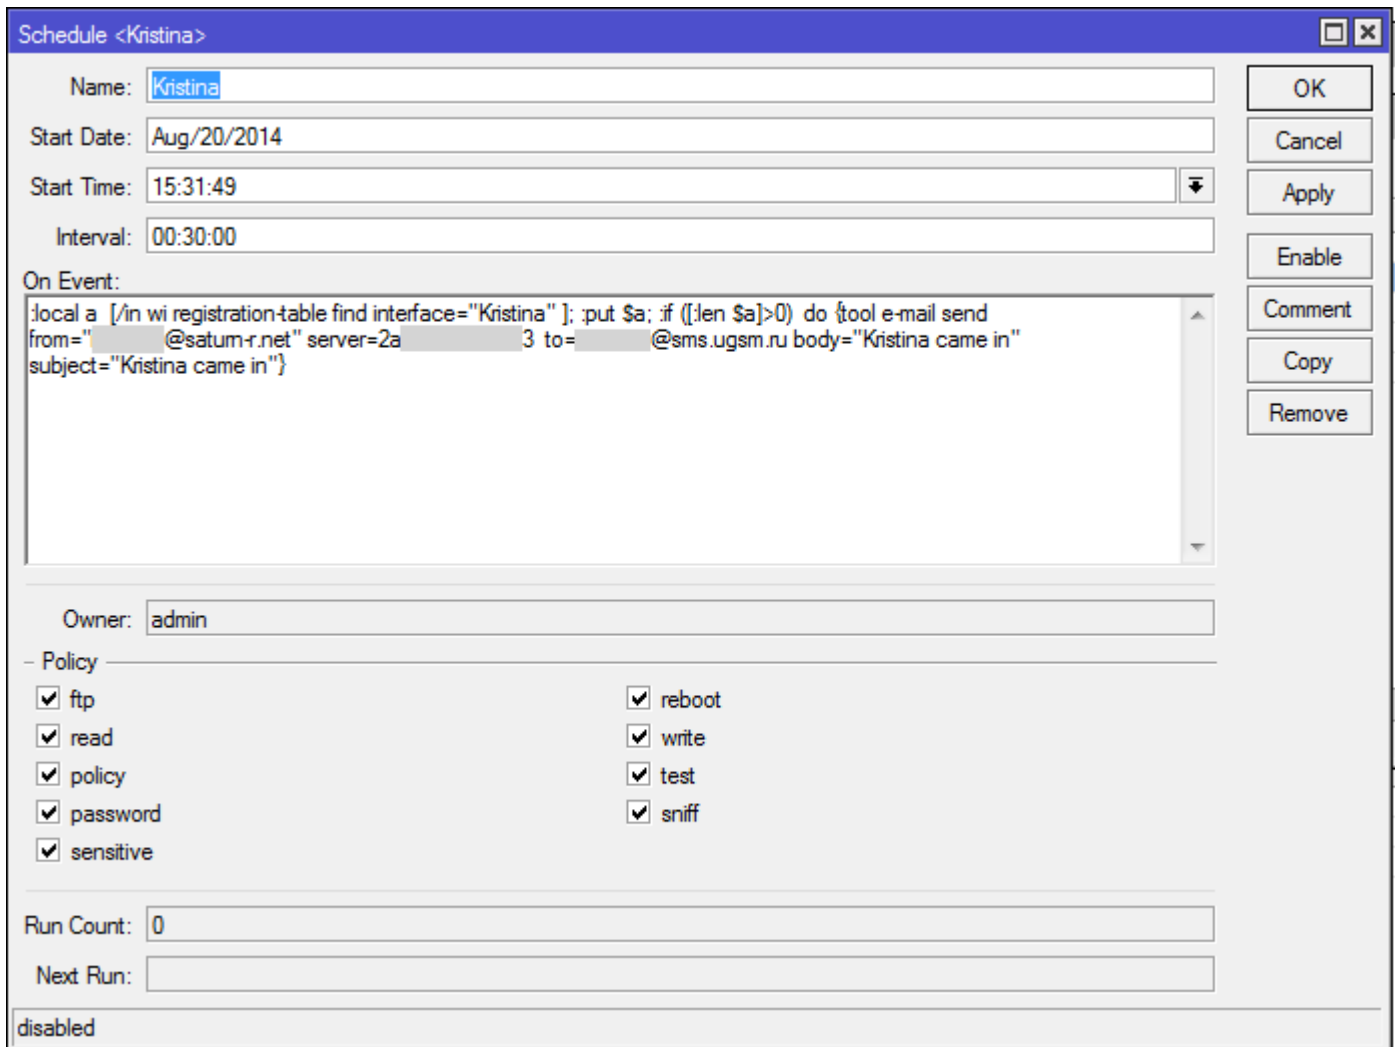 Schedule <Kristina>
Name: Kristina
OK
Start Date: Aug/20/2014
Cancel
Start Time: 15:31:49
Apply
Interval: 00:30:00
Enable
On Event:
:local a  [/in wi registration-table find interface="Kristina" ]; :put $a; :if ([:len $a]>0)  do {tool e-mail send
Comment
from=" @saturn-r.net" server=2a 3  to= @sms.ugsm.ru body="Kristina came in"
subject="Kristina came in"}
Copy
Remove
Owner: admin
Policy
ftp reboot
read write
policy test
password sniff
sensitive
Run Count: 0
Next Run:
disabled